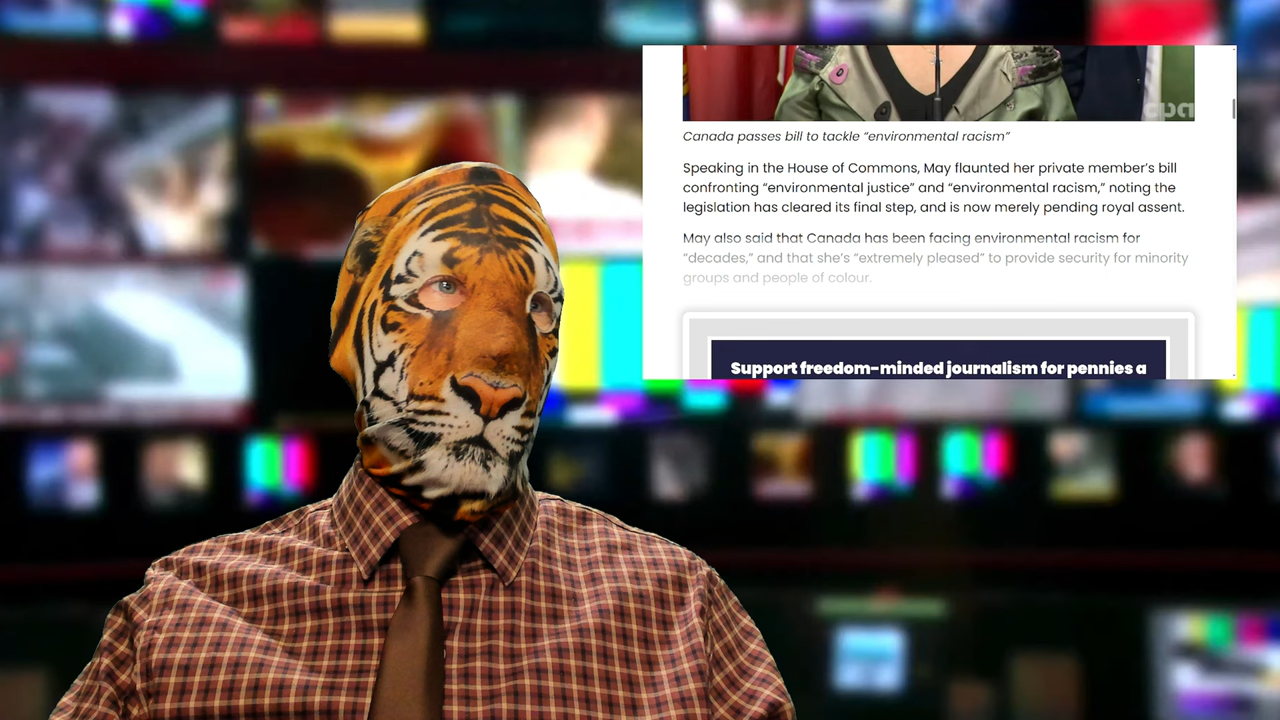 cpa
Canada passes bill to tackle “environmental racism”
Speaking in the House of Commons, May flaunted her private member’s bill
confronting “environmental justice” and “environmental racism,” noting the
legislation has cleared its final step, and is now merely pending royal assent.
May also said that Canada has been facing environmental racism for
“decades,” and that she’s “extremely pleased” to provide security for minority
groups and people of colour.
Support freedom-minded journalism for pennies a